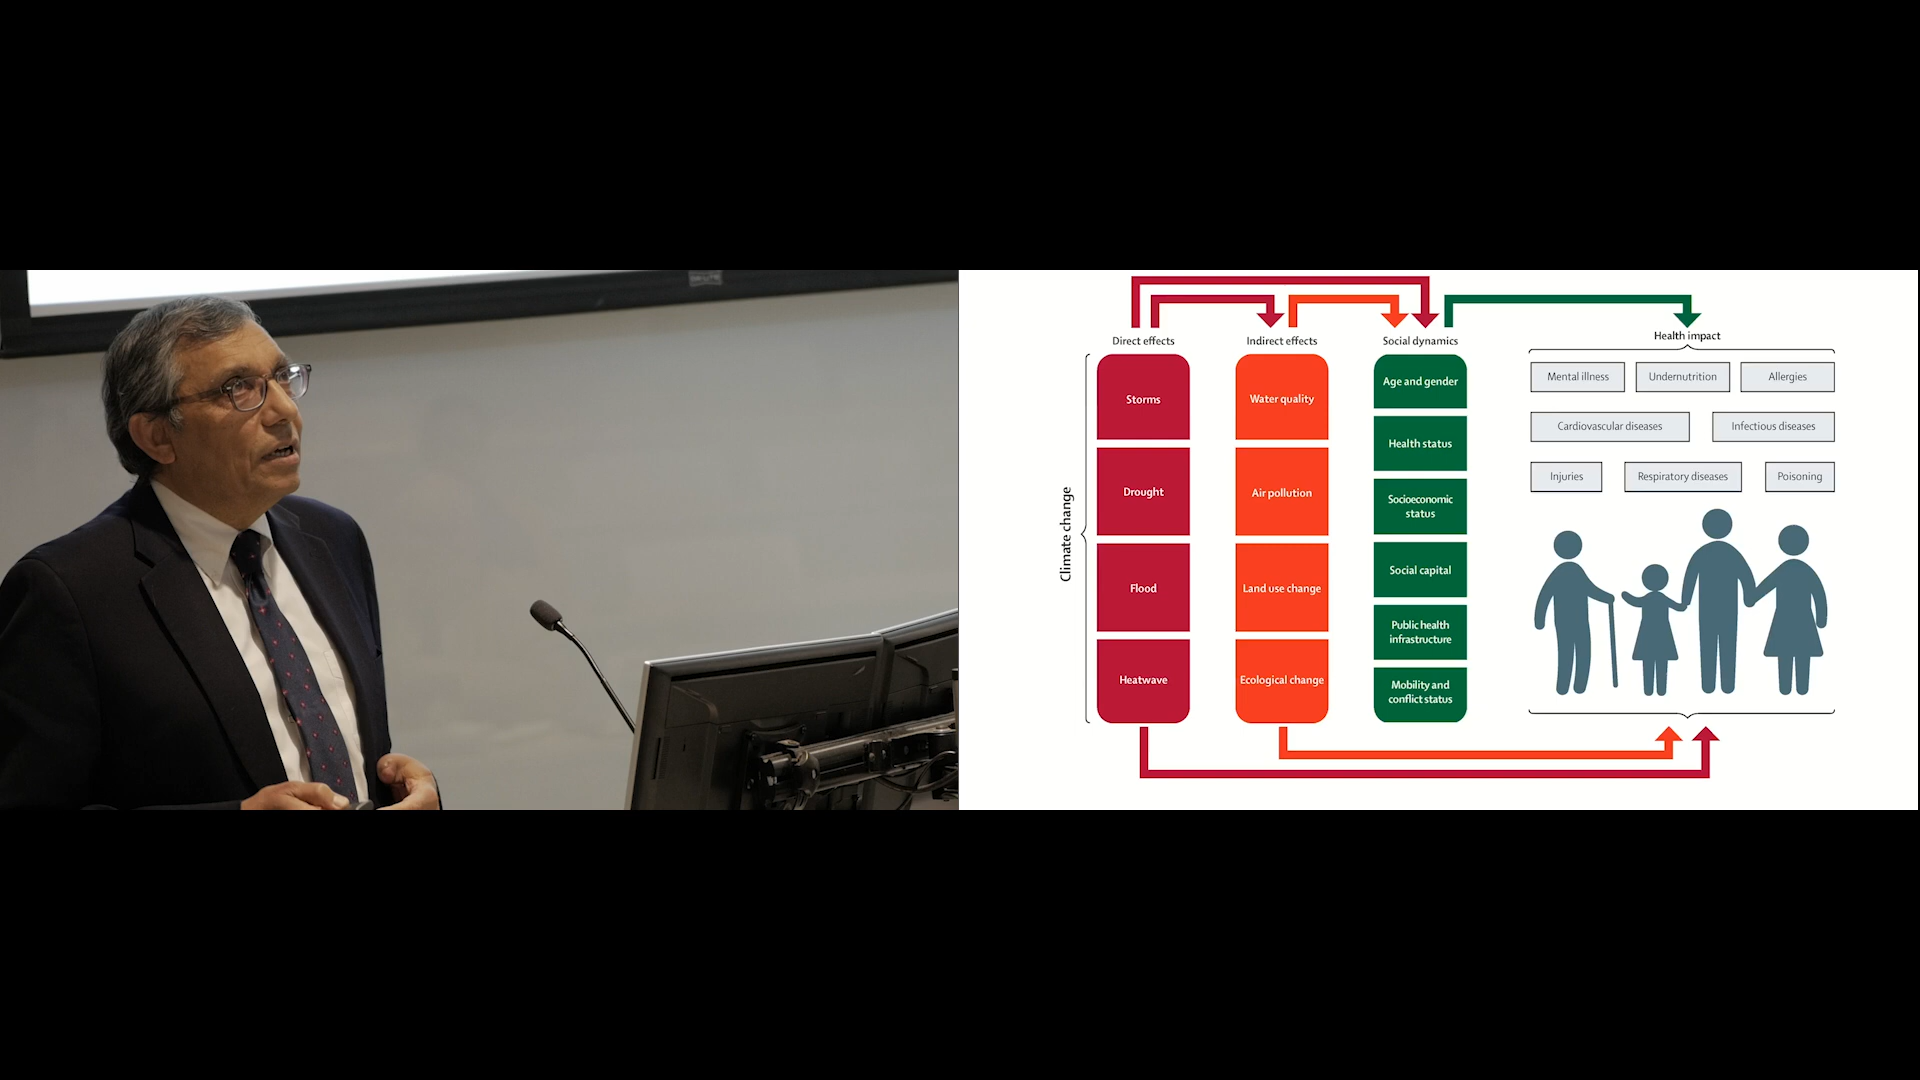 Direct effects
Indirect effects
Social dynamics
Health impact
Climate change
Storms
Drought
Flood
Heatwave
Water quality
Air pollution
Land use change
Ecological change
Age and gender
Health status
Socioeconomic
status
Social capital
Public health
infrastructure
Mobility and
conflict status
Mental illness
Undernutrition
Allergies
Cardiovascular diseases
Infectious diseases
Injuries
Respiratory diseases
Poisoning